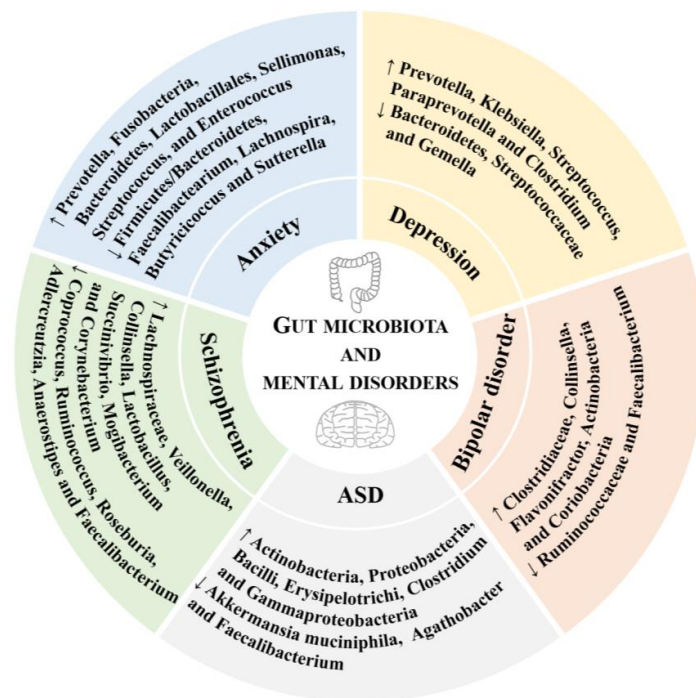 GUT MICROBIOTA
AND
MENTAL DISORDERS
Anxiety
↑ Prevotella, Fusobacteria,
Bacteroidetes, Lactobacillales, Sellimonas,
Streptococcus, and Enterococcus
↓ Firmicutes/Bacteroidetes,
Faecalibactearium, Lachnospira,
Butyricicoccus and Sutterella
Depression
↑ Prevotella, Klebsiella, Streptococcus,
Paraprevotella and Clostridium
↓ Bacteroidetes, Streptococcaceae
and Gemella
Bipolar disorder
↑ Clostridiaceae, Collinsella,
Flavonifractor, Actinobacteria
and Coriobacteria
↓ Ruminococcaceae and Faecalibacterium
ASD
↑ Actinobacteria, Proteobacteria,
Bacilli, Erysipelotrichi, Clostridium
and Gammaproteobacteria
↓ Akkermansia muciniphila, Agathobacter
and Faecalibacterium
Schizophrenia
↑ Lachnospiraceae, Veillonella,
Collinsella, Lactobacillus,
Succinivibrio, Mogibacterium
and Corynebacterium
↓ Coprococcus, Ruminococcus, Roseburia,
Adlercreutzia, Anaerostipes and Faecalibacterium